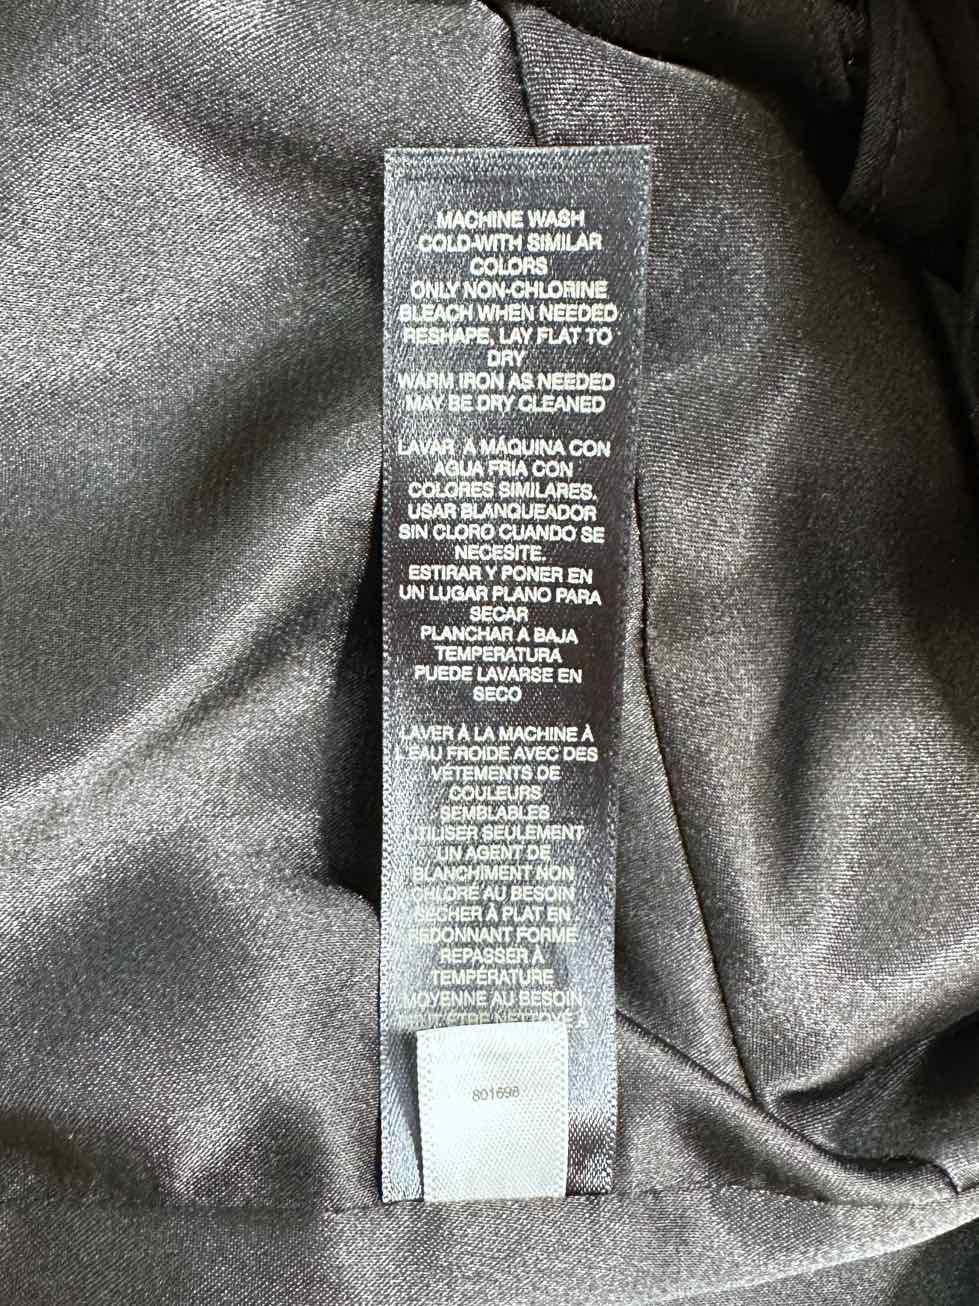 MACHINE WASH
COLD-WITH SIMILAR
COLORS
ONLY NON-CHLORINE
BLEACH WHEN NEEDED
RESHAPE, LAY FLAT TO
DRY
WARM IRON AS NEEDED
MAY BE DRY CLEANED
LAVAR A MÁQUINA CON
AGUA FRIA CON
COLORES SIMILARES.
USAR BLANQUEADOR
SIN CLORO CUANDO SE
NECESITE.
ESTIRAR Y PONER EN
UN LUGAR PLANO PARA
SECAR
PLANCHAR A BAJA
TEMPERATURA
PUEDE LAVARSE EN
SECO
LAVER À LA MACHINE À
L'EAU FROIDE AVEC DES
VÊTEMENTS DE
COULEURS
SEMBLABLES
UTILISER SEULEMENT
UN AGENT DE
BLANCHIMENT NON
CHLORÉ AU BESOIN
SÉCHER À PLAT EN
REDONNANT FORME
REPASSER À
TEMPÉRATURE
MOYENNE AU BESOIN
PEUT ÊTRE NETTOYÉ À
801698